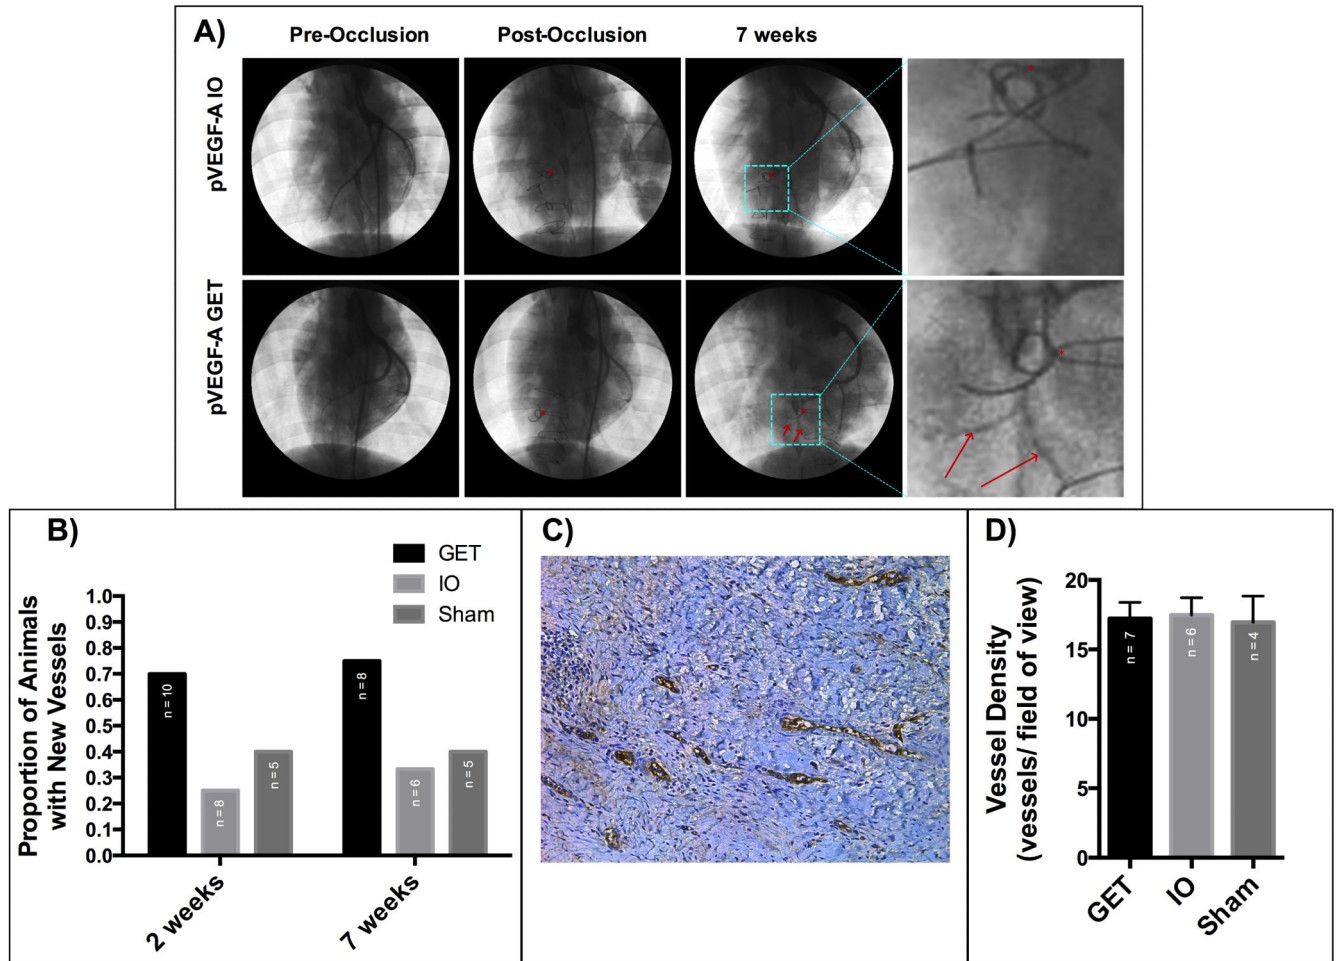 A)
Pre-Occlusion
Post-Occlusion
7 weeks
pVEGF-A IO
pVEGF-A GET
B)
GET
IO
Sham
Proportion of Animals
with New Vessels
1.0
0.9
0.8
0.7
0.6
0.5
0.4
0.3
0.2
0.1
0.0
n = 10
n = 8
n = 5
n = 8
n = 6
n = 5
2 weeks
7 weeks
C)
D)
Vessel Density
(vessels/ field of view)
20
15
10
5
0
n = 7
n = 6
n = 4
GET
IO
Sham